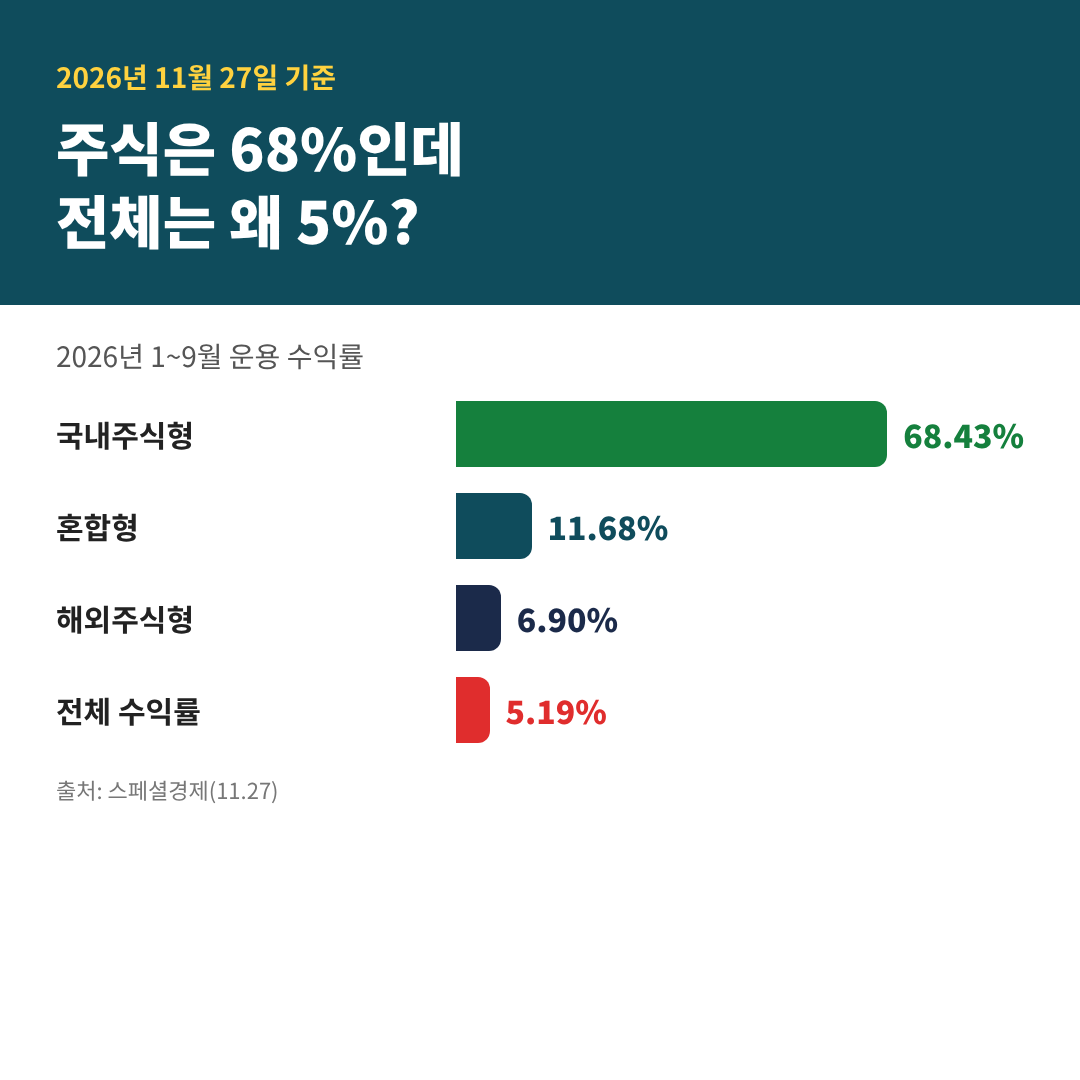 2026년 11월 27일 기준
주식은 68%인데
전체는 왜 5%?
2026년 1~9월 운용 수익률
국내주식형 68.43%
혼합형 11.68%
해외주식형 6.90%
전체 수익률 5.19%
출처: 스페셜경제(11.27)